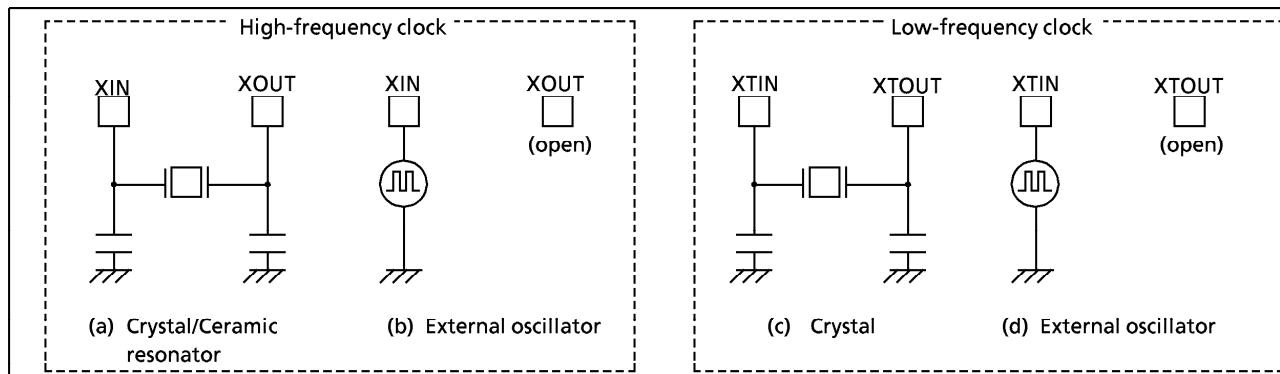 High-frequency clock
XIN XOUT XIN XOUT
(open)
(a) Crystal/Ceramic resonator
(b) External oscillator
Low-frequency clock
XTIN XTOUT XTIN XTOUT
(open)
(c) Crystal
(d) External oscillator